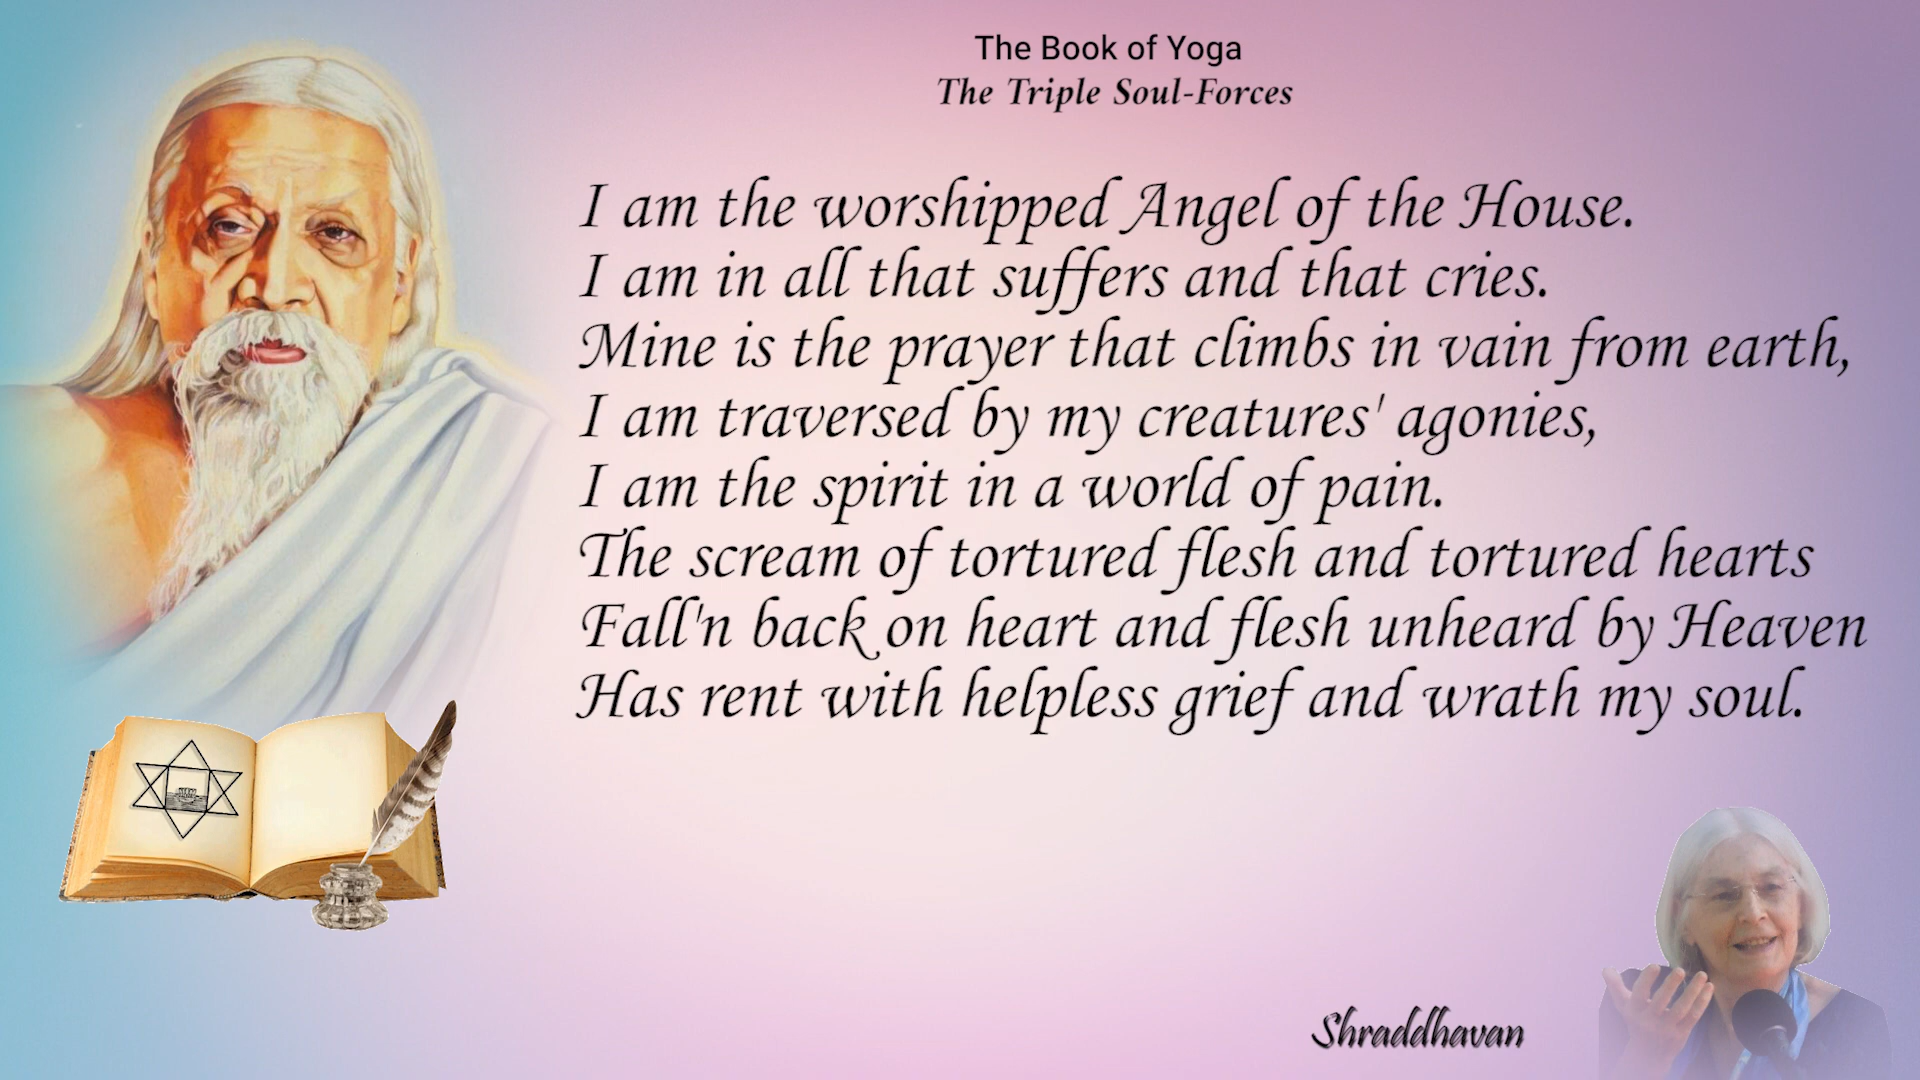 The Book of Yoga
The Triple Soul-Forces
I am the worshipped Angel of the House.
I am in all that suffers and that cries.
Mine is the prayer that climbs in vain from earth,
I am traversed by my creatures' agonies,
I am the spirit in a world of pain.
The scream of tortured flesh and tortured hearts
Fall'n back on heart and flesh unheard by Heaven
Has rent with helpless grief and wrath my soul.
Shraddhavan